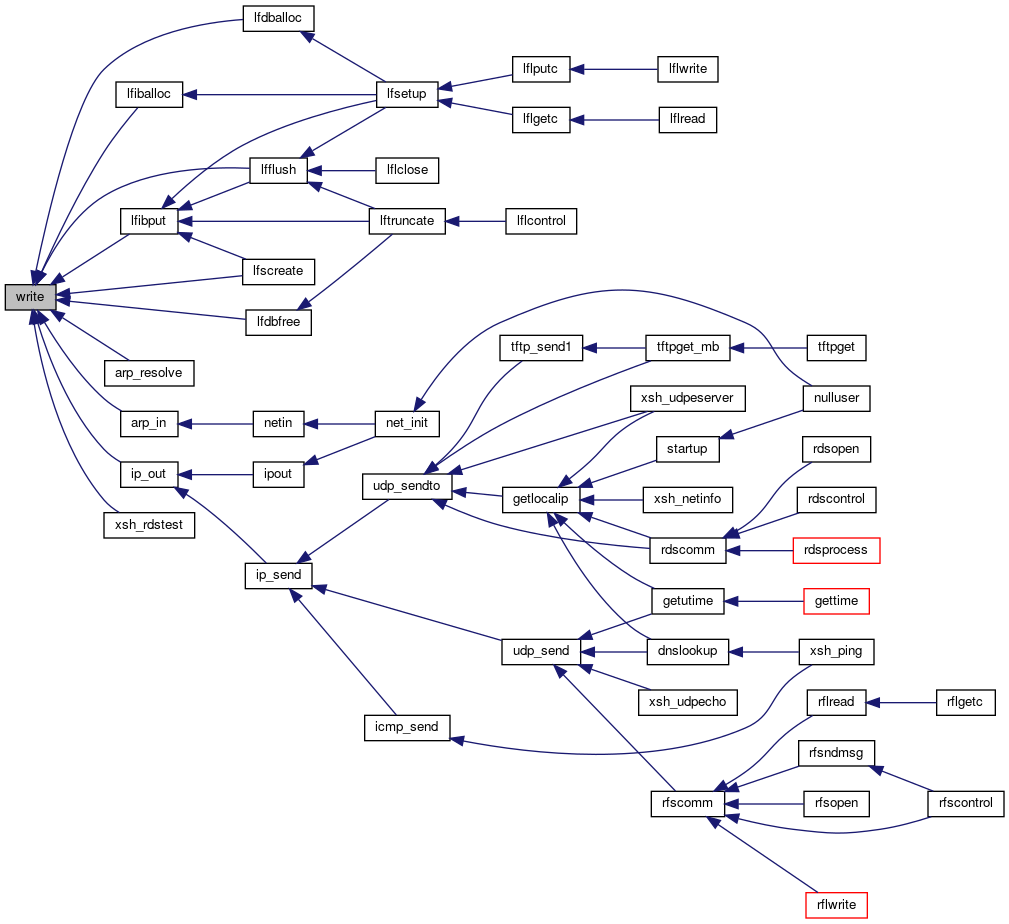 lfdballoc
lflputc
lflwrite
lfiballoc
lfsetup
lflgetc
lflread
lfflush
lflclose
lfibput
lftruncate
lflcontrol
lfscreate
write
lfdbfree
tftp_send1
tftpget_mb
tftpget
arp_resolve
xsh_udpeserver
nulluser
arp_in
netin
net_init
startup
rdsopen
ip_out
ipout
udp_sendto
getlocalip
xsh_netinfo
rdscontrol
xsh_rdstest
rdscomm
rdsprocess
ip_send
getutime
gettime
udp_send
dnslookup
xsh_ping
xsh_udpecho
rflread
rflgetc
icmp_send
rfsndmsg
rfscomm
rfsopen
rfscontrol
rflwrite